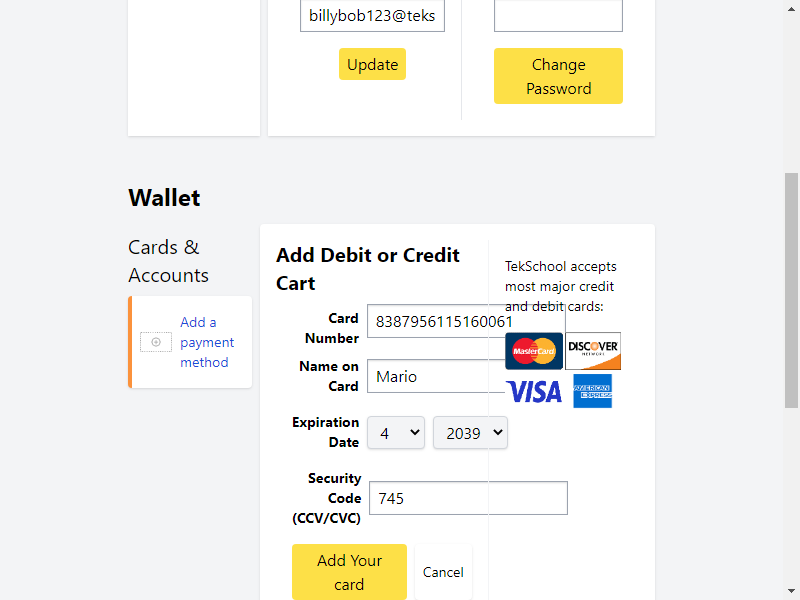 billybob123@teks
Update
Change
Password
Wallet
Cards &
Accounts
Add a
payment
method
Add Debit or Credit
Cart
Card
Number
8387956115160061
Name on
Card
Mario
Expiration
Date
4
2039
Security
Code
(CCV/CVC)
745
Add Your
card
Cancel
TekSchool accepts
most major credit
and debit cards:
MasterCard
DISCOVER
NETWORK
VISA
AMERICAN
EXPRESS